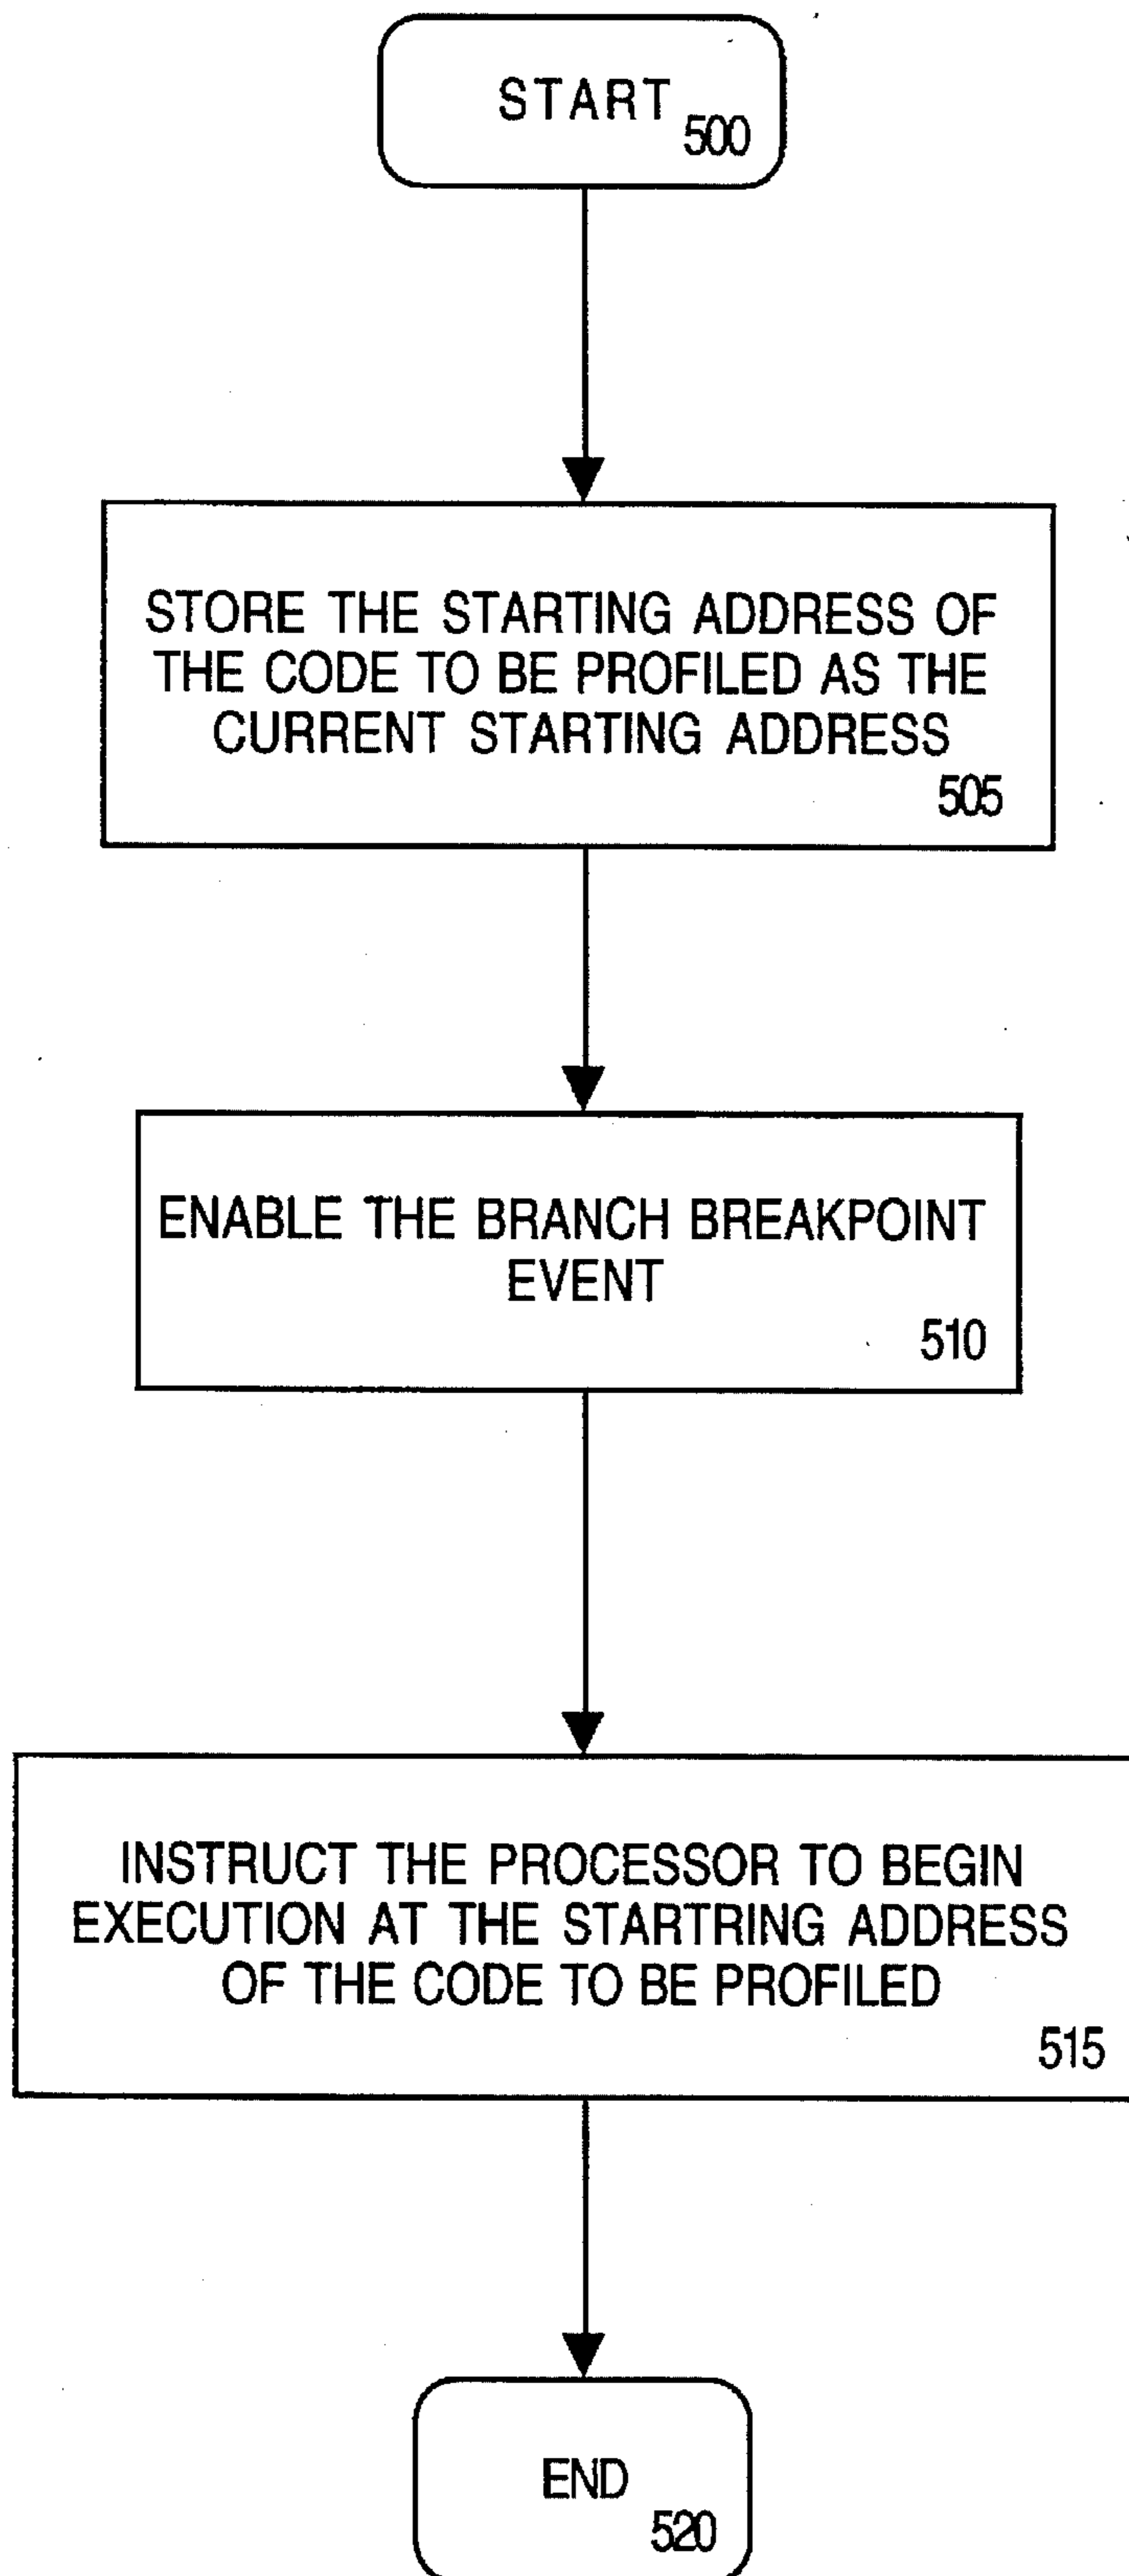 START
500
STORE THE STARTING ADDRESS OF
THE CODE TO BE PROFILED AS THE
CURRENT STARTING ADDRESS
505
ENABLE THE BRANCH BREAKPOINT
EVENT
510
INSTRUCT THE PROCESSOR TO BEGIN
EXECUTION AT THE STARTRING ADDRESS
OF THE CODE TO BE PROFILED
515
END
520